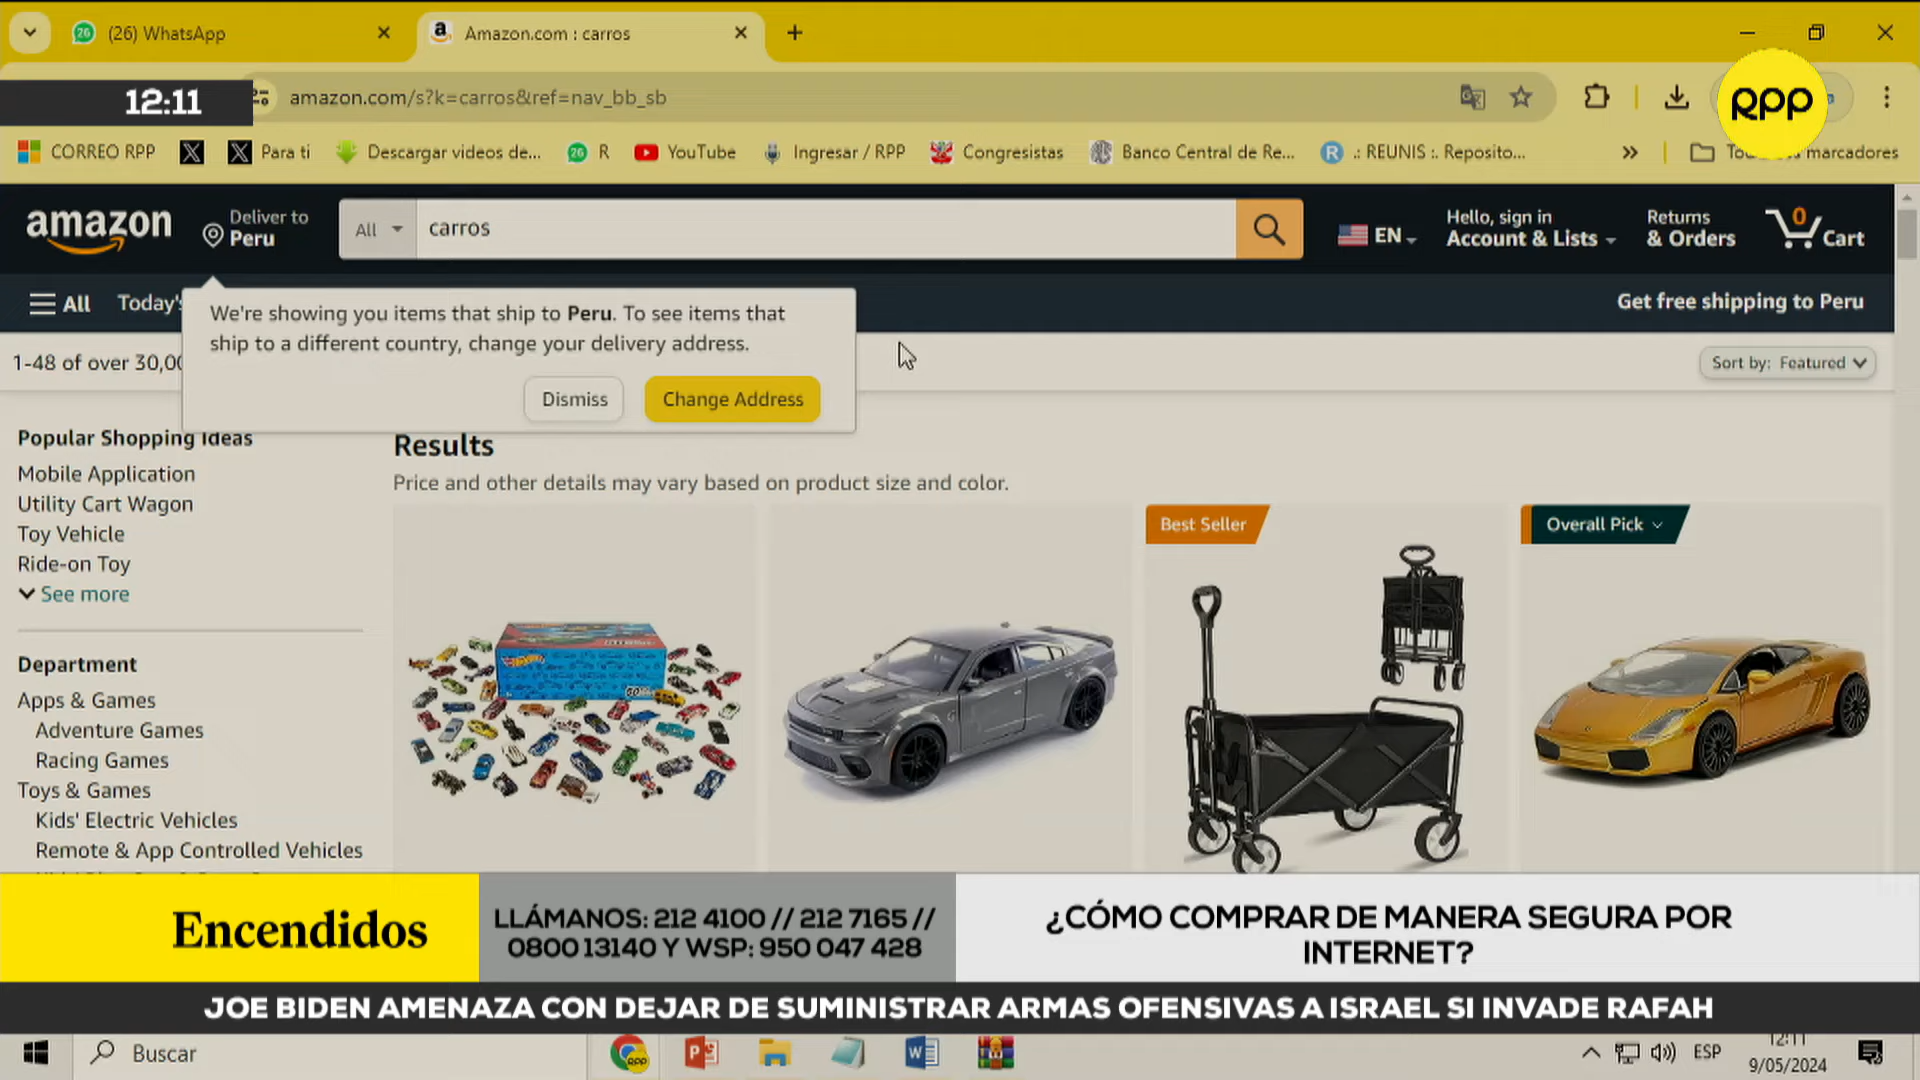 26 (26) WhatsApp
Amazon.com : carros
12:11
amazon.com/s?k=carros&ref=nav_bb_sb
RPP
CORREO RPP
Para ti
Descargar videos de...
26 R
YouTube
Ingresar / RPP
Congresistas
Banco Central de Re...
R .: REUNIS :. Reposito...
marcadores
amazon
Deliver to
Peru
All
carros
EN
Hello, sign in
Account & Lists
Returns
& Orders
0
Cart
All
Today's
Get free shipping to Peru
We're showing you items that ship to Peru. To see items that
ship to a different country, change your delivery address.
Dismiss
Change Address
1-48 of over 30,00
Sort by: Featured
Popular Shopping Ideas
Mobile Application
Utility Cart Wagon
Toy Vehicle
Ride-on Toy
See more
Department
Apps & Games
Adventure Games
Racing Games
Toys & Games
Kids' Electric Vehicles
Remote & App Controlled Vehicles
Results
Price and other details may vary based on product size and color.
Best Seller
Overall Pick
Encendidos
LLÁMANOS: 212 4100 // 212 7165 //
0800 13140 Y WSP: 950 047 428
¿CÓMO COMPRAR DE MANERA SEGURA POR
INTERNET?
JOE BIDEN AMENAZA CON DEJAR DE SUMINISTRAR ARMAS OFENSIVAS A ISRAEL SI INVADE RAFAH
Buscar
ESP
12:11
9/05/2024